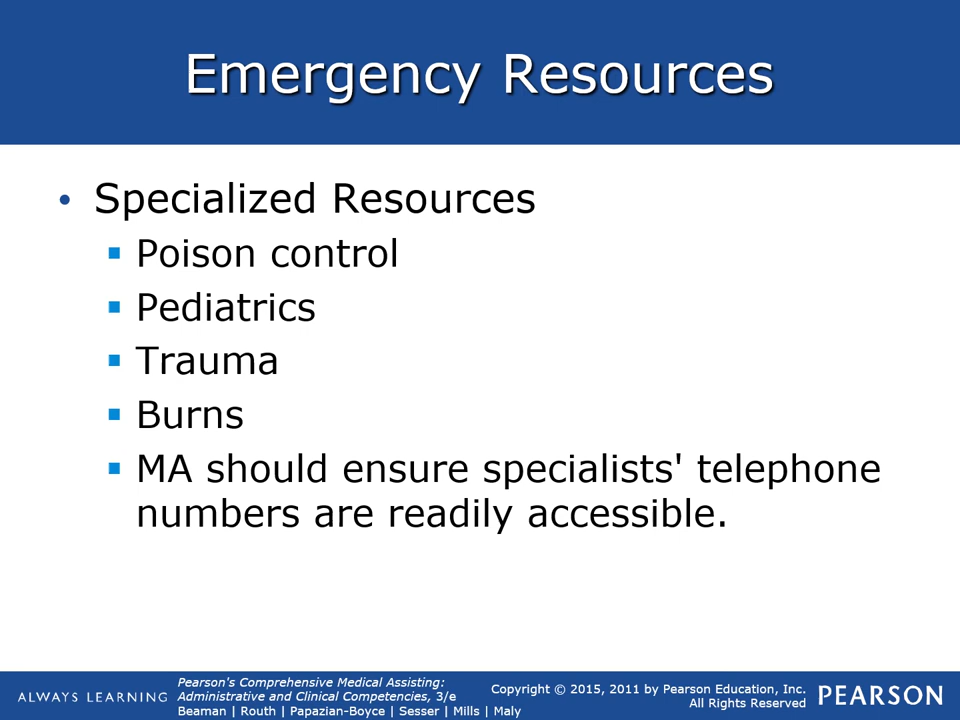 Emergency Resources
• Specialized Resources
▪ Poison control
▪ Pediatrics
▪ Trauma
▪ Burns
▪ MA should ensure specialists' telephone
numbers are readily accessible.
ALWAYS LEARNING
Pearson's Comprehensive Medical Assisting:
Administrative and Clinical Competencies, 3/e
Beaman | Routh | Papazian-Boyce | Sesser | Mills | Maly
Copyright © 2015, 2011 by Pearson Education, Inc.
All Rights Reserved
PEARSON